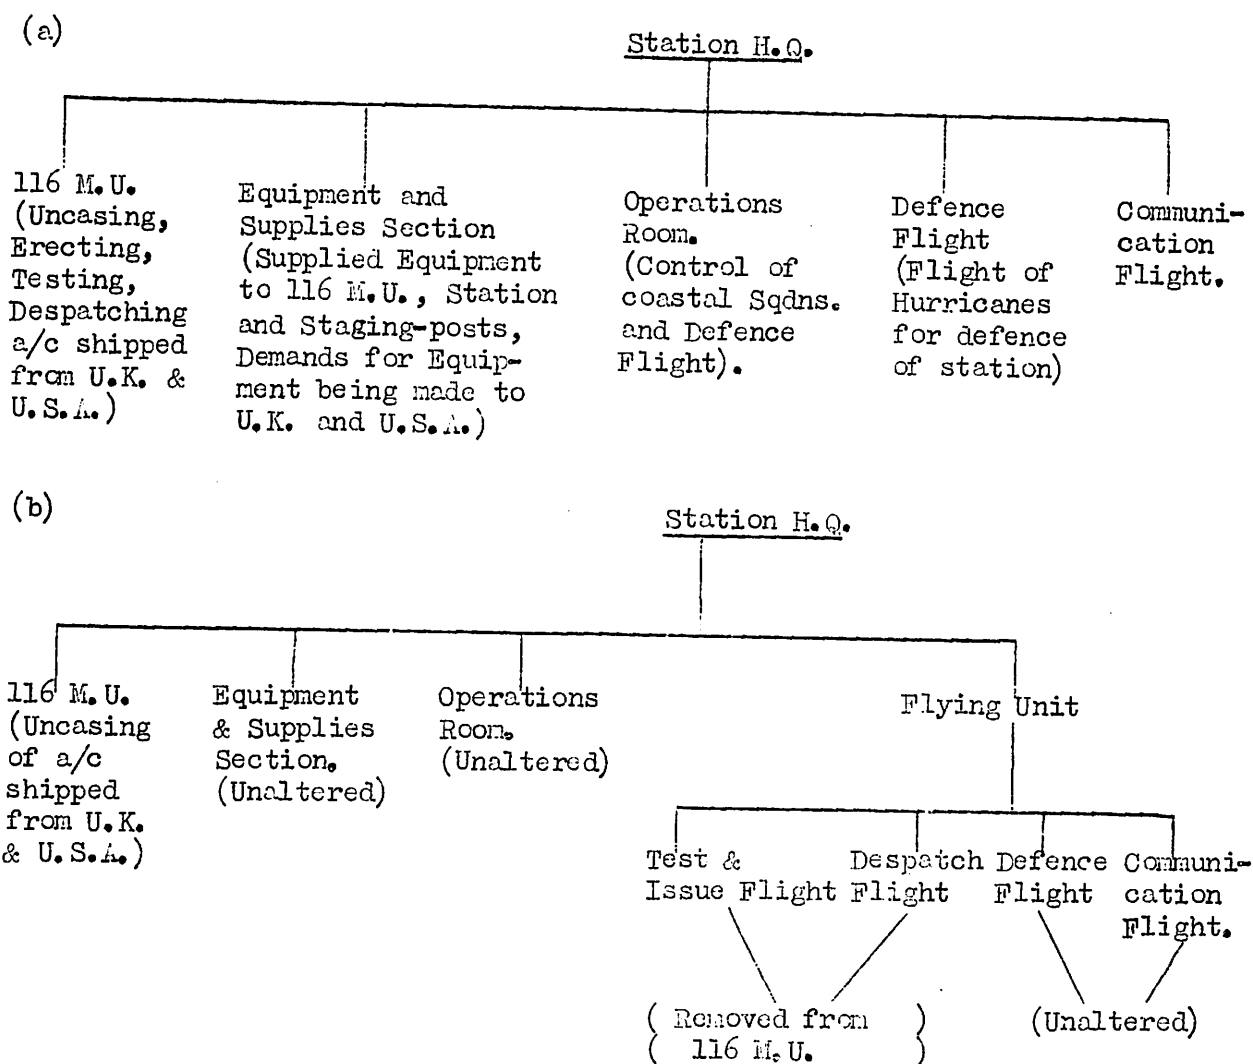 (a)
Station H.Q.
116 M.U.
(Uncasing,
Erecting,
Testing,
Despatching
a/c shipped
from U.K. &
U.S.A.)
Equipment and
Supplies Section
(Supplied Equipment
to 116 M.U., Station
and Staging-posts,
Demands for Equip-
ment being made to
U.K. and U.S.A.)
Operations
Room.
(Control of
coastal Sqdns.
and Defence
Flight).
Defence
Flight
(Flight of
Hurricanes
for defence
of station)
Communi-
cation
Flight.
(b)
Station H.Q.
116 M.U.
(Uncasing
of a/c
shipped
from U.K.
& U.S.A.)
Equipment
& Supplies
Section.
(Unaltered)
Operations
Room.
(Unaltered)
Flying Unit
Test &
Issue Flight
Despatch
Flight
Defence
Flight
Communi-
cation
Flight.
( Removed from )
( 116 M.U.
(Unaltered)